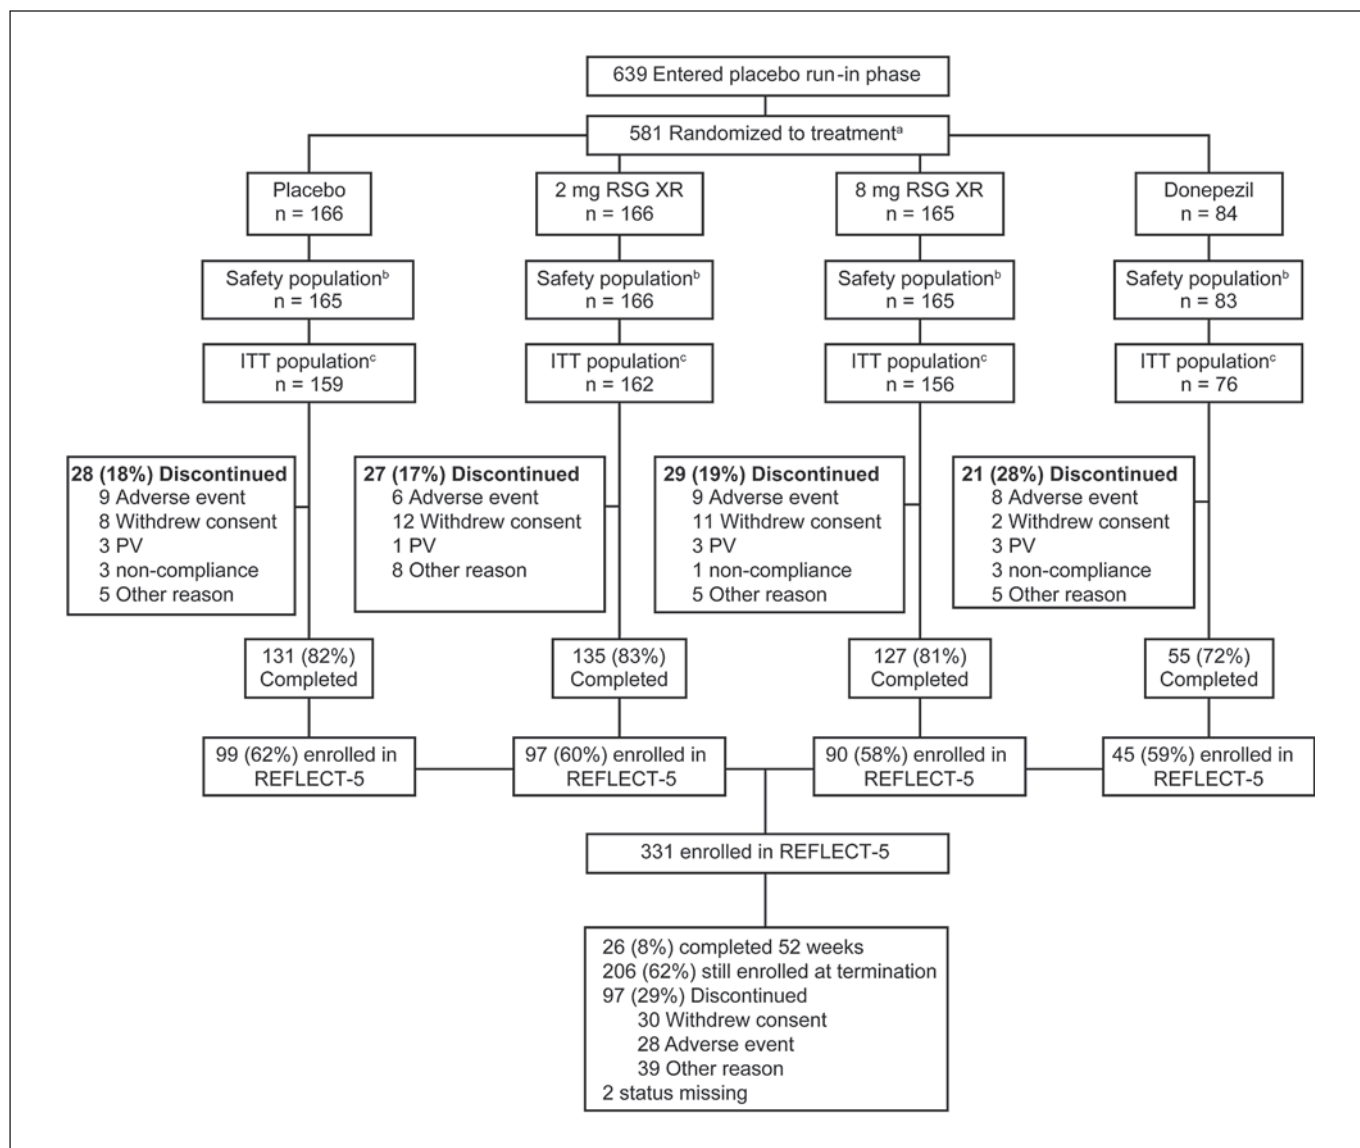 639 Entered placebo run-in phase
581 Randomized to treatmentᵃ
Placebo
n = 166
2 mg RSG XR
n = 166
8 mg RSG XR
n = 165
Donepezil
n = 84
Safety populationᵇ
n = 165
Safety populationᵇ
n = 166
Safety populationᵇ
n = 165
Safety populationᵇ
n = 83
ITT populationᶜ
n = 159
ITT populationᶜ
n = 162
ITT populationᶜ
n = 156
ITT populationᶜ
n = 76
28 (18%) Discontinued
9 Adverse event
8 Withdrew consent
3 PV
3 non-compliance
5 Other reason
27 (17%) Discontinued
6 Adverse event
12 Withdrew consent
1 PV
8 Other reason
29 (19%) Discontinued
9 Adverse event
11 Withdrew consent
3 PV
1 non-compliance
5 Other reason
21 (28%) Discontinued
8 Adverse event
2 Withdrew consent
3 PV
3 non-compliance
5 Other reason
131 (82%)
Completed
135 (83%)
Completed
127 (81%)
Completed
55 (72%)
Completed
99 (62%) enrolled in
REFLECT-5
97 (60%) enrolled in
REFLECT-5
90 (58%) enrolled in
REFLECT-5
45 (59%) enrolled in
REFLECT-5
331 enrolled in REFLECT-5
26 (8%) completed 52 weeks
206 (62%) still enrolled at termination
97 (29%) Discontinued
30 Withdrew consent
28 Adverse event
39 Other reason
2 status missing